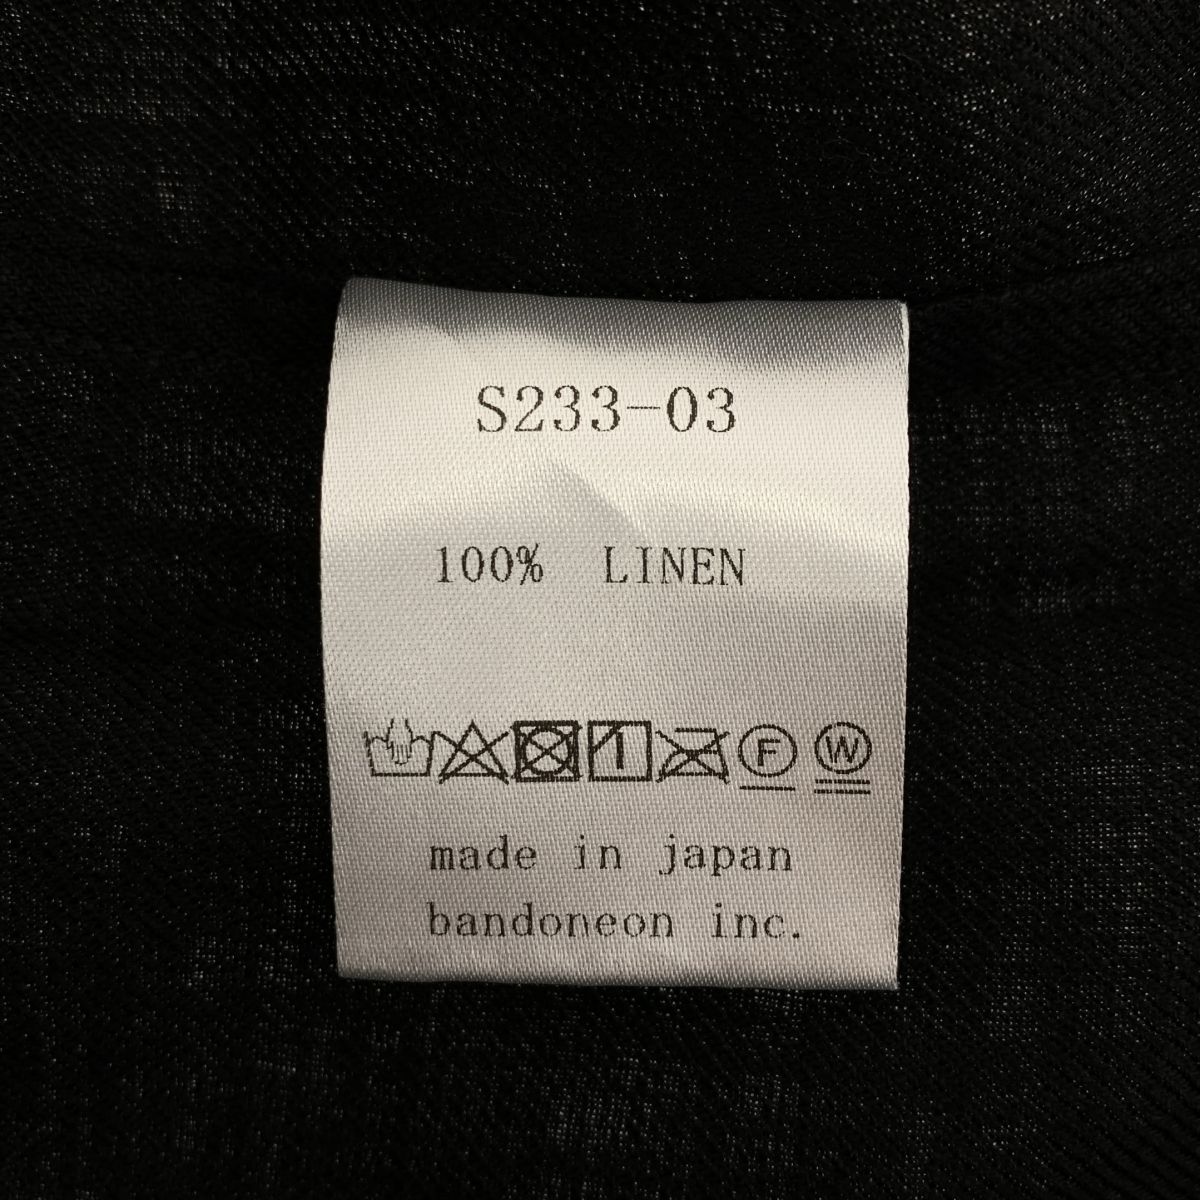 S233-03
100% LINEN
F W
made in japan
bandoneon inc.